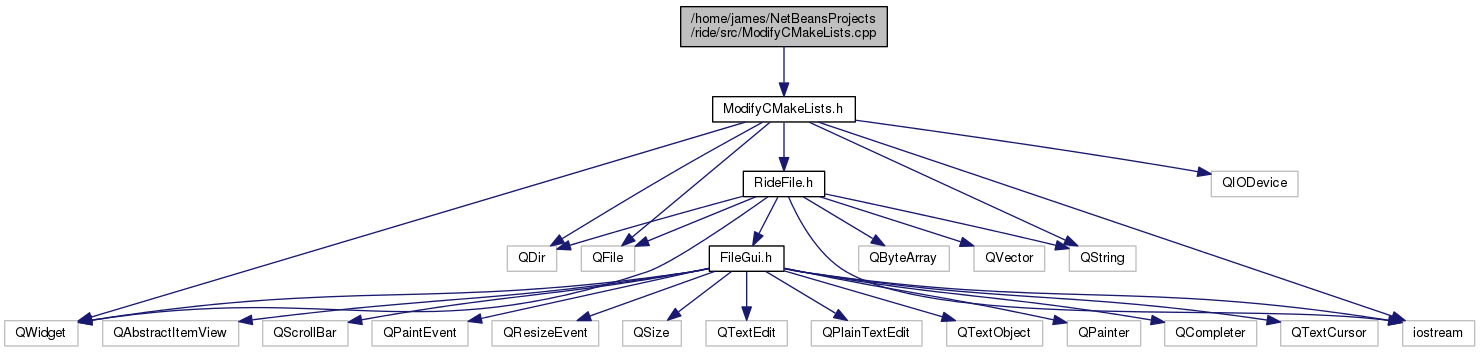 /home/james/NetBeansProjects
/ride/src/ModifyCMakeLists.cpp
ModifyCMakeLists.h
RideFile.h
QIODevice
QDir
QFile
FileGui.h
QByteArray
QVector
QString
QWidget
QAbstractItemView
QScrollBar
QPaintEvent
QResizeEvent
QSize
QTextEdit
QPlainTextEdit
QTextObject
QPainter
QCompleter
QTextCursor
iostream